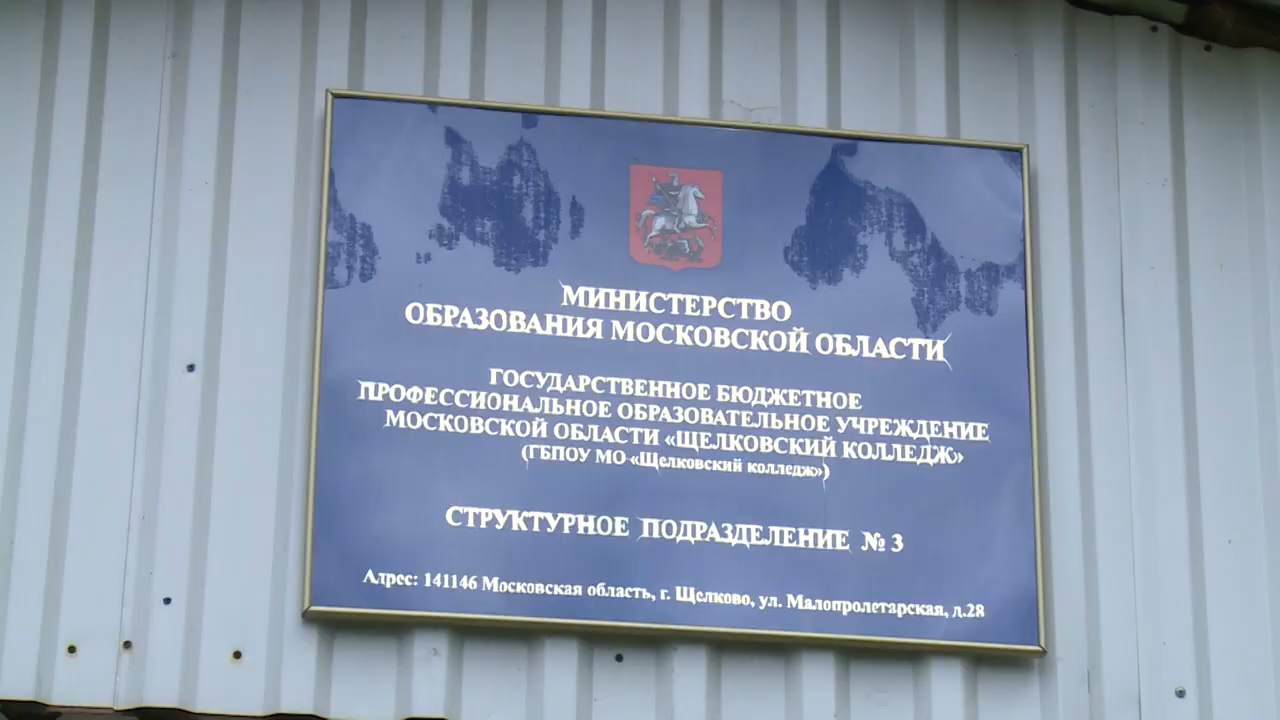 МИНИСТЕРСТВО
ОБРАЗОВАНИЯ МОСКОВСКОЙ ОБЛАСТИ
ГОСУДАРСТВЕННОЕ БЮДЖЕТНОЕ
ПРОФЕССИОНАЛЬНОЕ ОБРАЗОВАТЕЛЬНОЕ УЧРЕЖДЕНИЕ
МОСКОВСКОЙ ОБЛАСТИ «ЩЕЛКОВСКИЙ КОЛЛЕДЖ»
(ГБПОУ МО «Щелковский колледж»)
СТРУКТУРНОЕ ПОДРАЗДЕЛЕНИЕ № 3
Адрес: 141146 Московская область, г. Щелково, ул. Малопролетарская, д.28